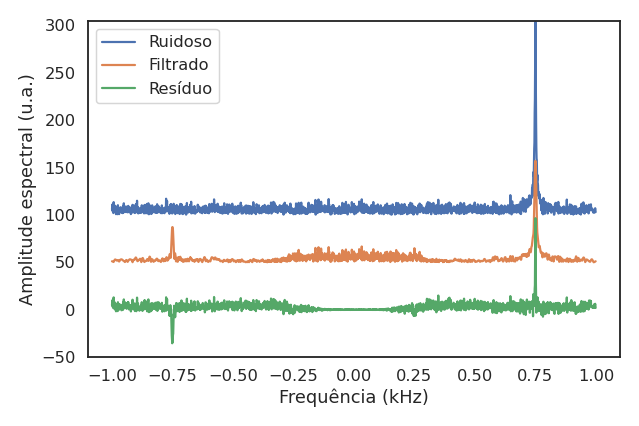 300
250
200
150
100
50
0
−50
Amplitude espectral (u.a.)
Ruidoso
Filtrado
Resíduo
−1.00 −0.75 −0.50 −0.25 0.00 0.25 0.50 0.75 1.00
Frequência (kHz)